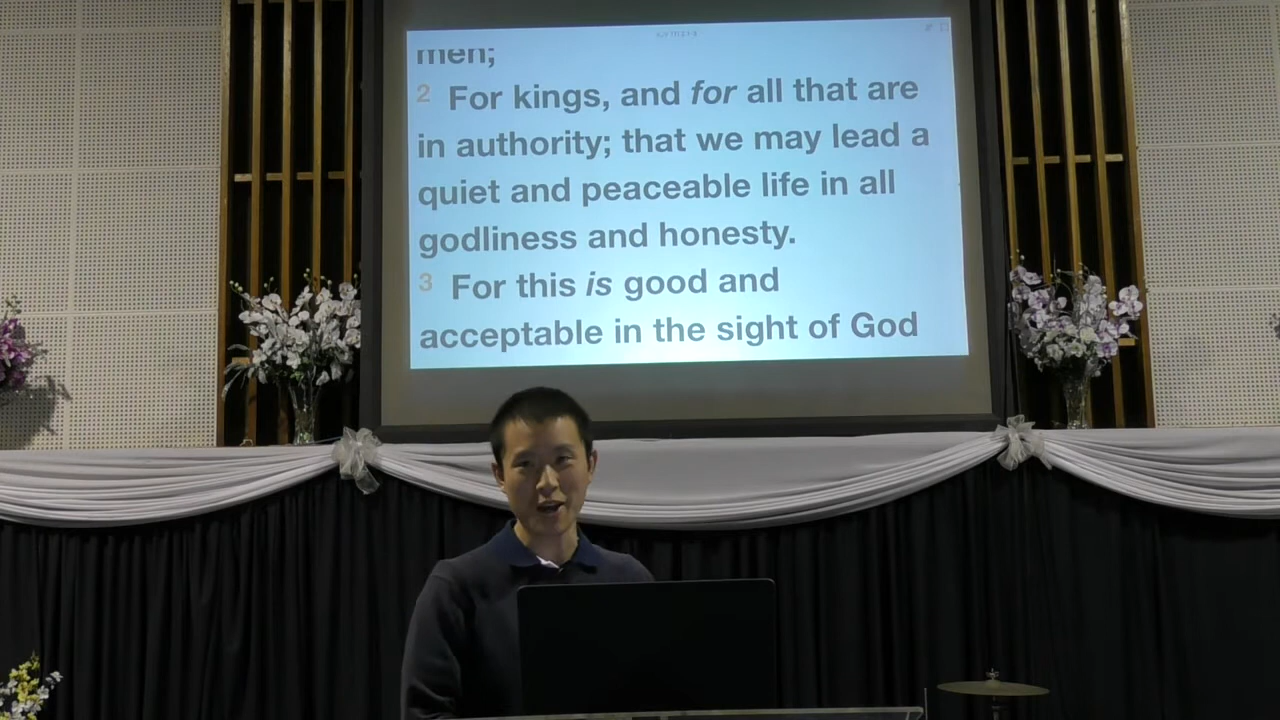 men;
2 For kings, and for all that are
in authority; that we may lead a
quiet and peaceable life in all
godliness and honesty.
3 For this is good and
acceptable in the sight of God